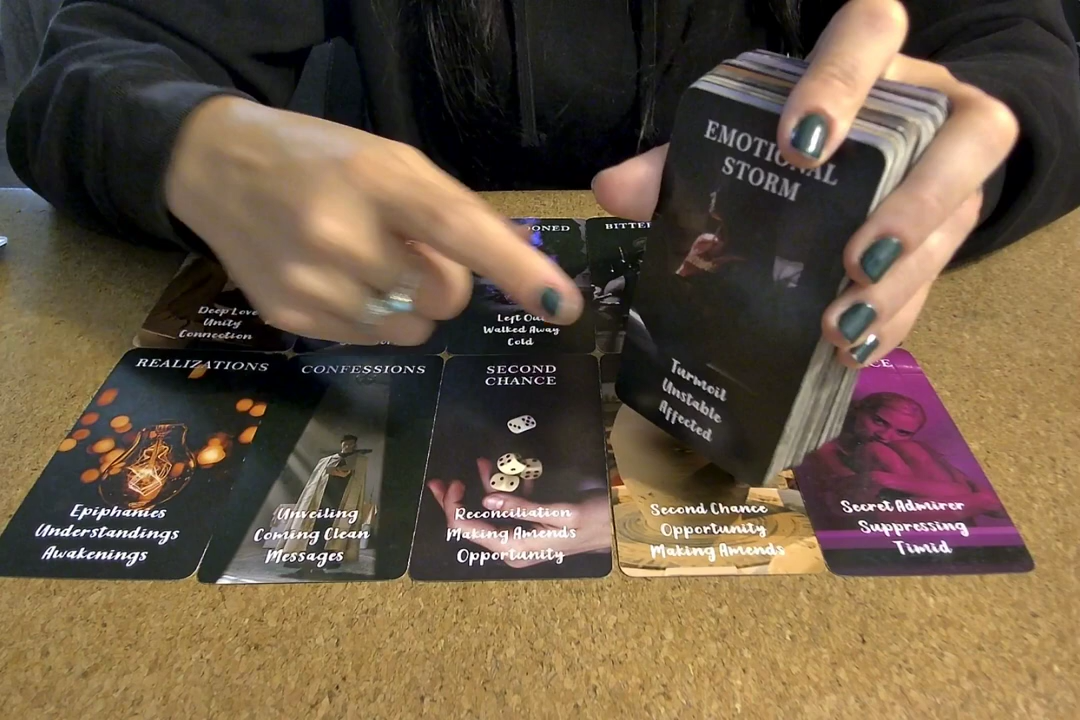 EMOTIONAL
STORM
Turmoil
Unstable
Affected
Deep Love
Unity
Connection
Left Out
Walked Away
Cold
REALIZATIONS
Epiphanies
Understandings
Awakenings
CONFESSIONS
Unveiling
Coming Clean
Messages
SECOND
CHANCE
Reconciliation
Making Amends
Opportunity
Second Chance
Opportunity
Making Amends
Secret Admirer
Suppressing
Timid